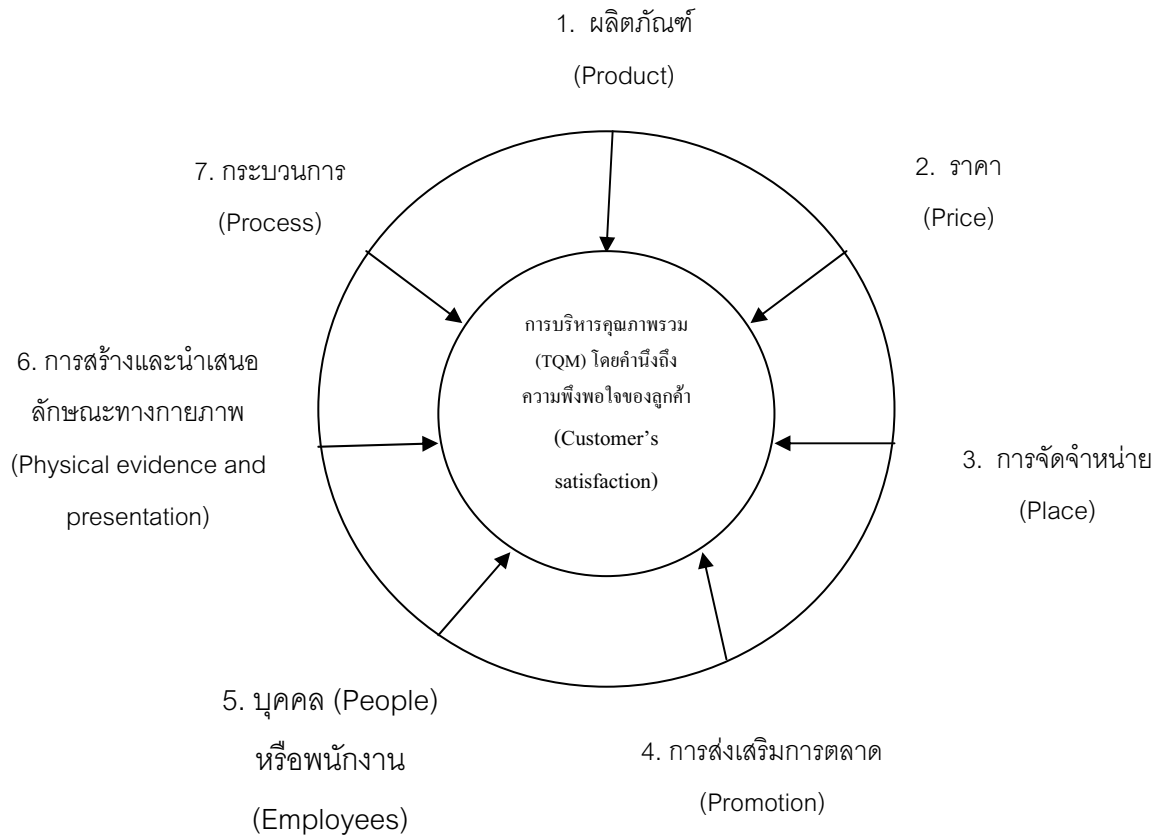 1. ผลิตภัณฑ์
(Product)
2. ราคา
(Price)
3. การจัดจำหน่าย
(Place)
4. การส่งเสริมการตลาด
(Promotion)
5. บุคคล (People)
หรือพนักงาน
(Employees)
6. การสร้างและนำเสนอ
ลักษณะทางกายภาพ
(Physical evidence and
presentation)
7. กระบวนการ
(Process)
การบริหารคุณภาพรวม
(TQM) โดยคำนึงถึง
ความพึงพอใจของลูกค้า
(Customer’s
satisfaction)